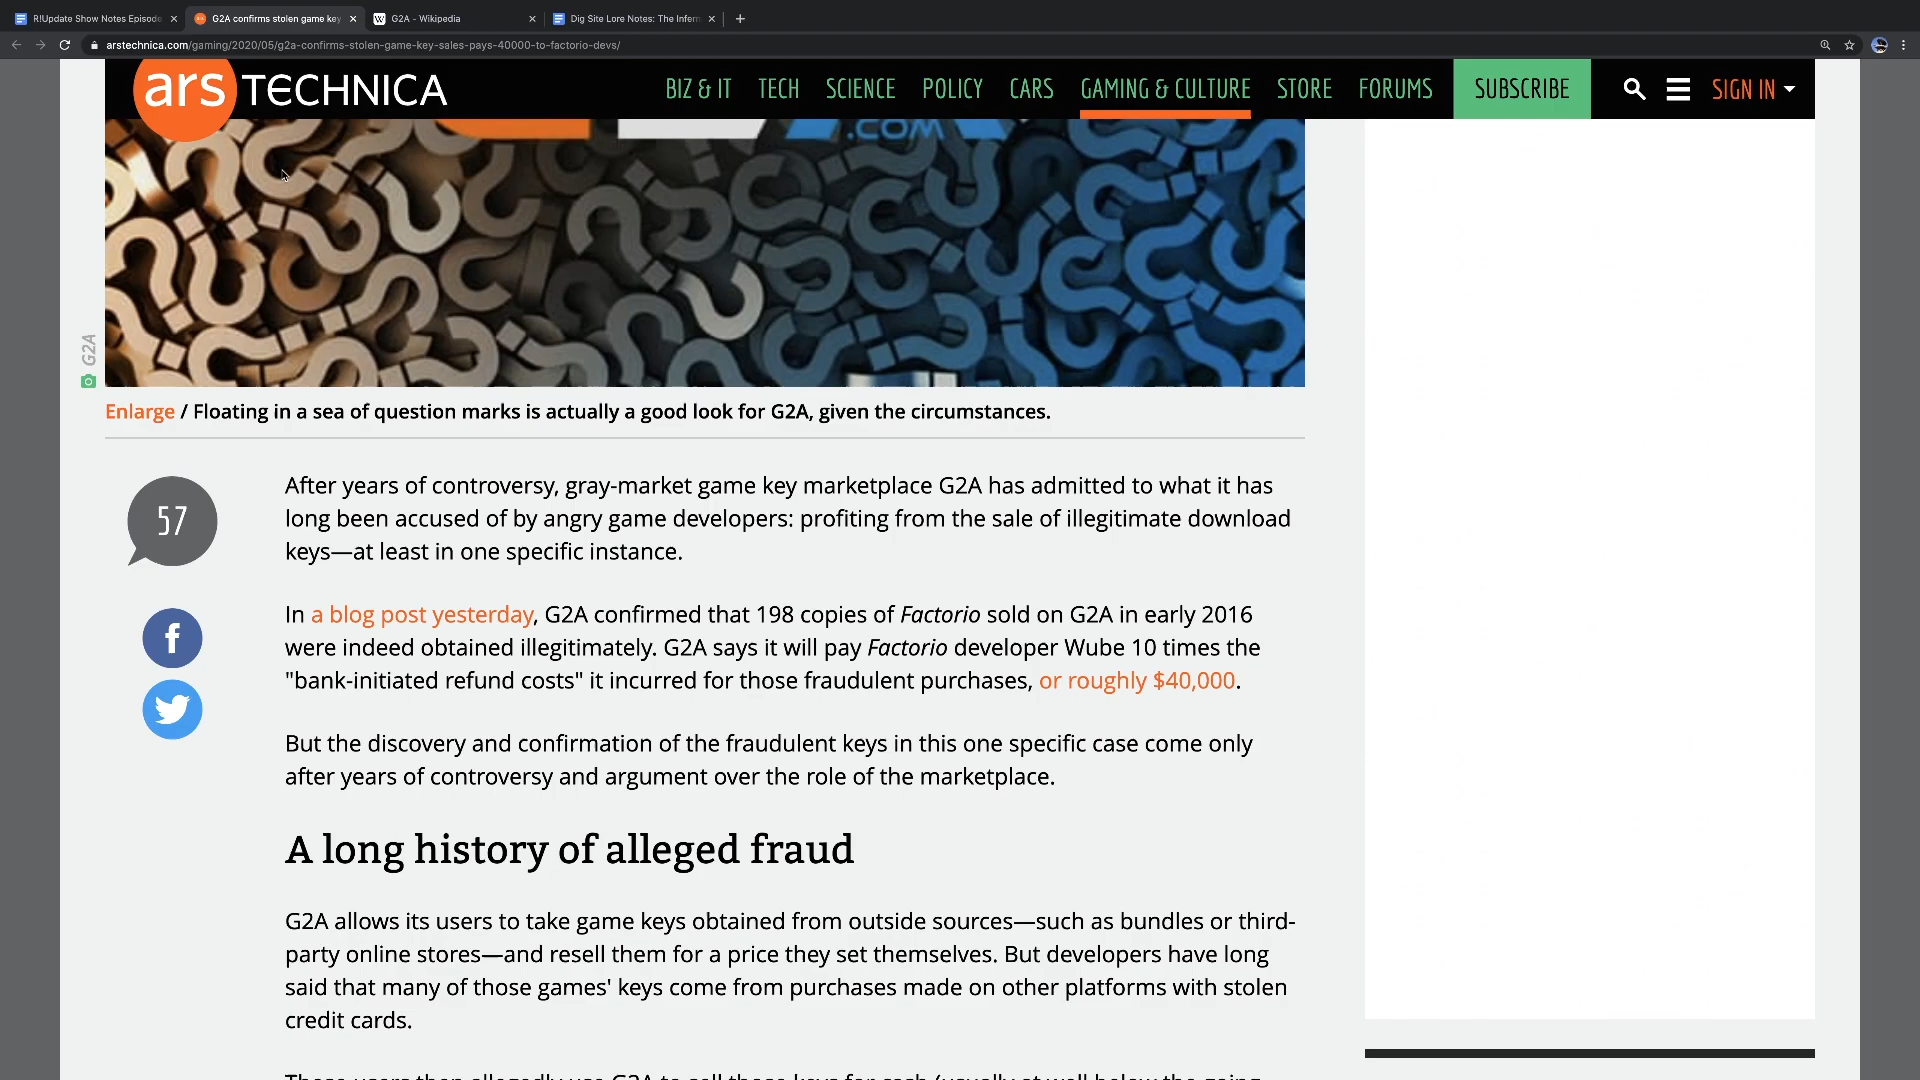 R!Update Show Notes Episode
G2A confirms stolen game key
G2A - Wikipedia
Dig Site Lore Notes: The Infern
arstechnica.com/gaming/2020/05/g2a-confirms-stolen-game-key-sales-pays-40000-to-factorio-devs/
ars TECHNICA
BIZ & IT TECH SCIENCE POLICY CARS GAMING & CULTURE STORE FORUMS SUBSCRIBE SIGN IN
.COM
G2A
Enlarge / Floating in a sea of question marks is actually a good look for G2A, given the circumstances.
57
After years of controversy, gray-market game key marketplace G2A has admitted to what it has
long been accused of by angry game developers: profiting from the sale of illegitimate download
keys—at least in one specific instance.
In a blog post yesterday, G2A confirmed that 198 copies of Factorio sold on G2A in early 2016
were indeed obtained illegitimately. G2A says it will pay Factorio developer Wube 10 times the
"bank-initiated refund costs" it incurred for those fraudulent purchases, or roughly $40,000.
But the discovery and confirmation of the fraudulent keys in this one specific case come only
after years of controversy and argument over the role of the marketplace.
A long history of alleged fraud
G2A allows its users to take game keys obtained from outside sources—such as bundles or third-
party online stores—and resell them for a price they set themselves. But developers have long
said that many of those games' keys come from purchases made on other platforms with stolen
credit cards.